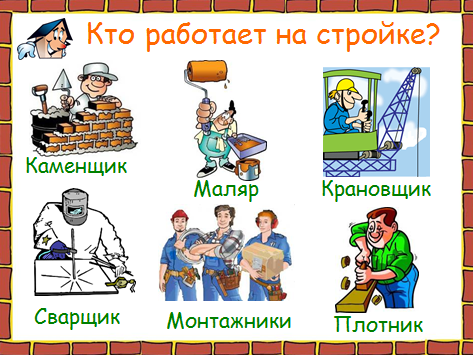 Кто работает на стройке?
Каменщик
Маляр
Крановщик
Сварщик
Монтажники
Плотник